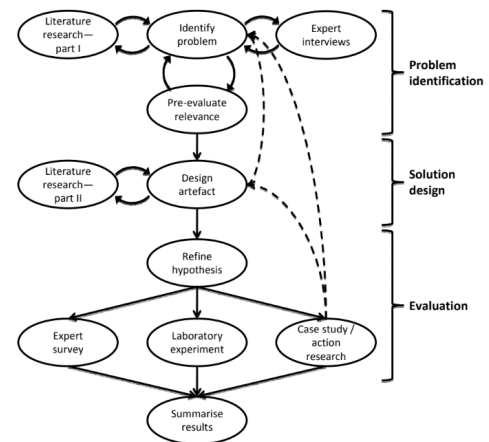 Literature
research—
part I
Identify
problem
Expert
interviews
Problem
identification
Pre-evaluate
relevance
Literature
research—
part II
Design
artefact
Solution
design
Refine
hypothesis
Evaluation
Expert
survey
Laboratory
experiment
Case study /
action
research
Summarise
results